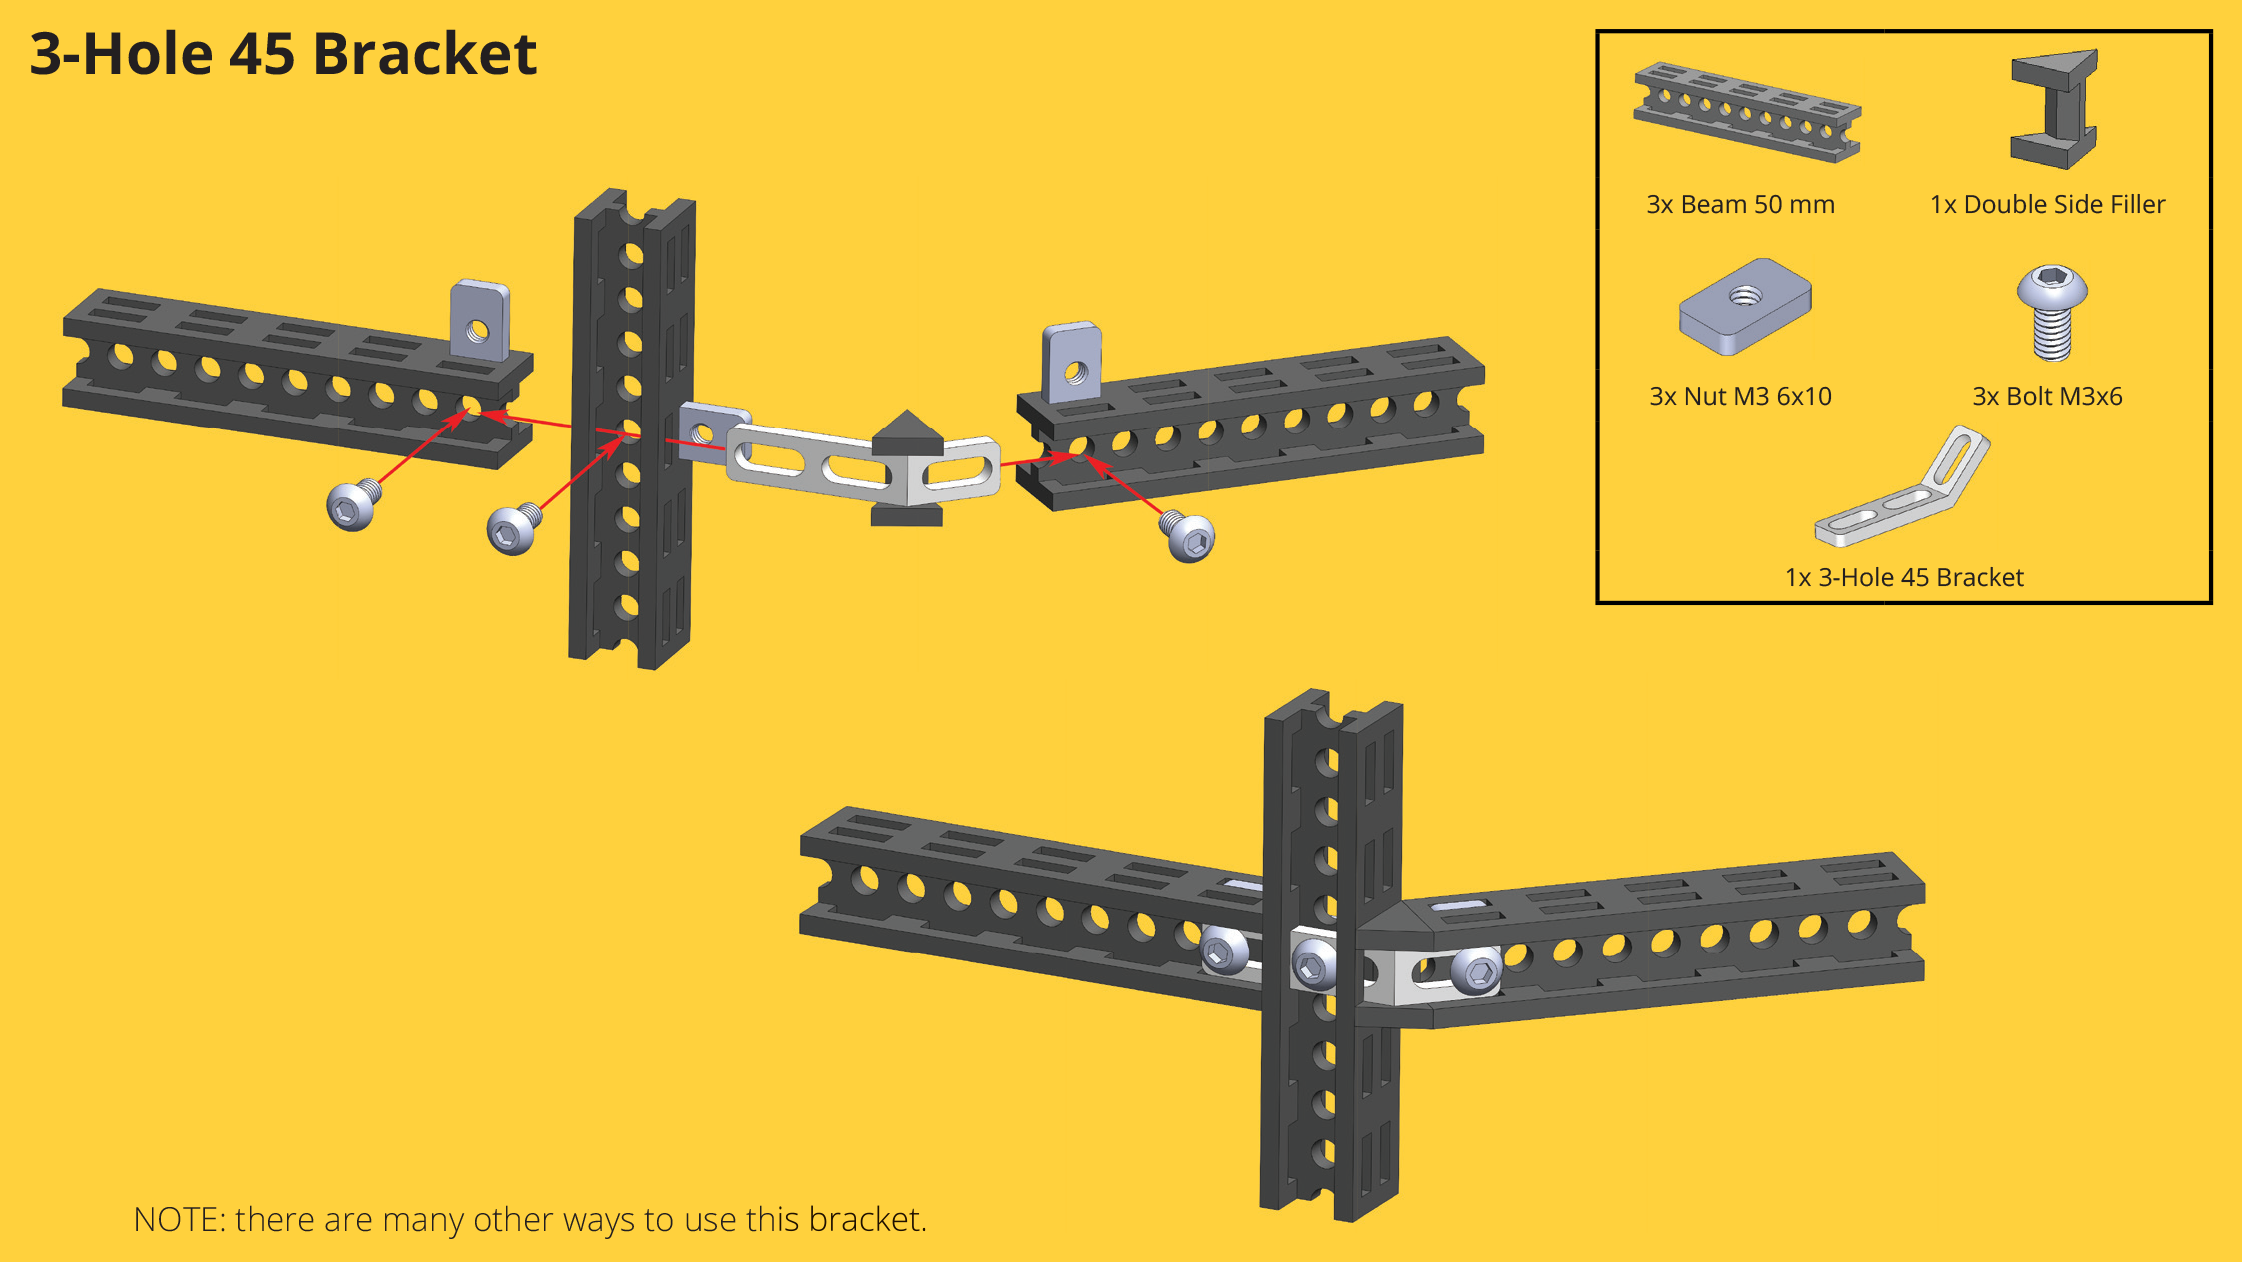 3-Hole 45 Bracket
3x Beam 50 mm
1x Double Side Filler
3x Nut M3 6x10
3x Bolt M3x6
1x 3-Hole 45 Bracket
NOTE: there are many other ways to use this bracket.